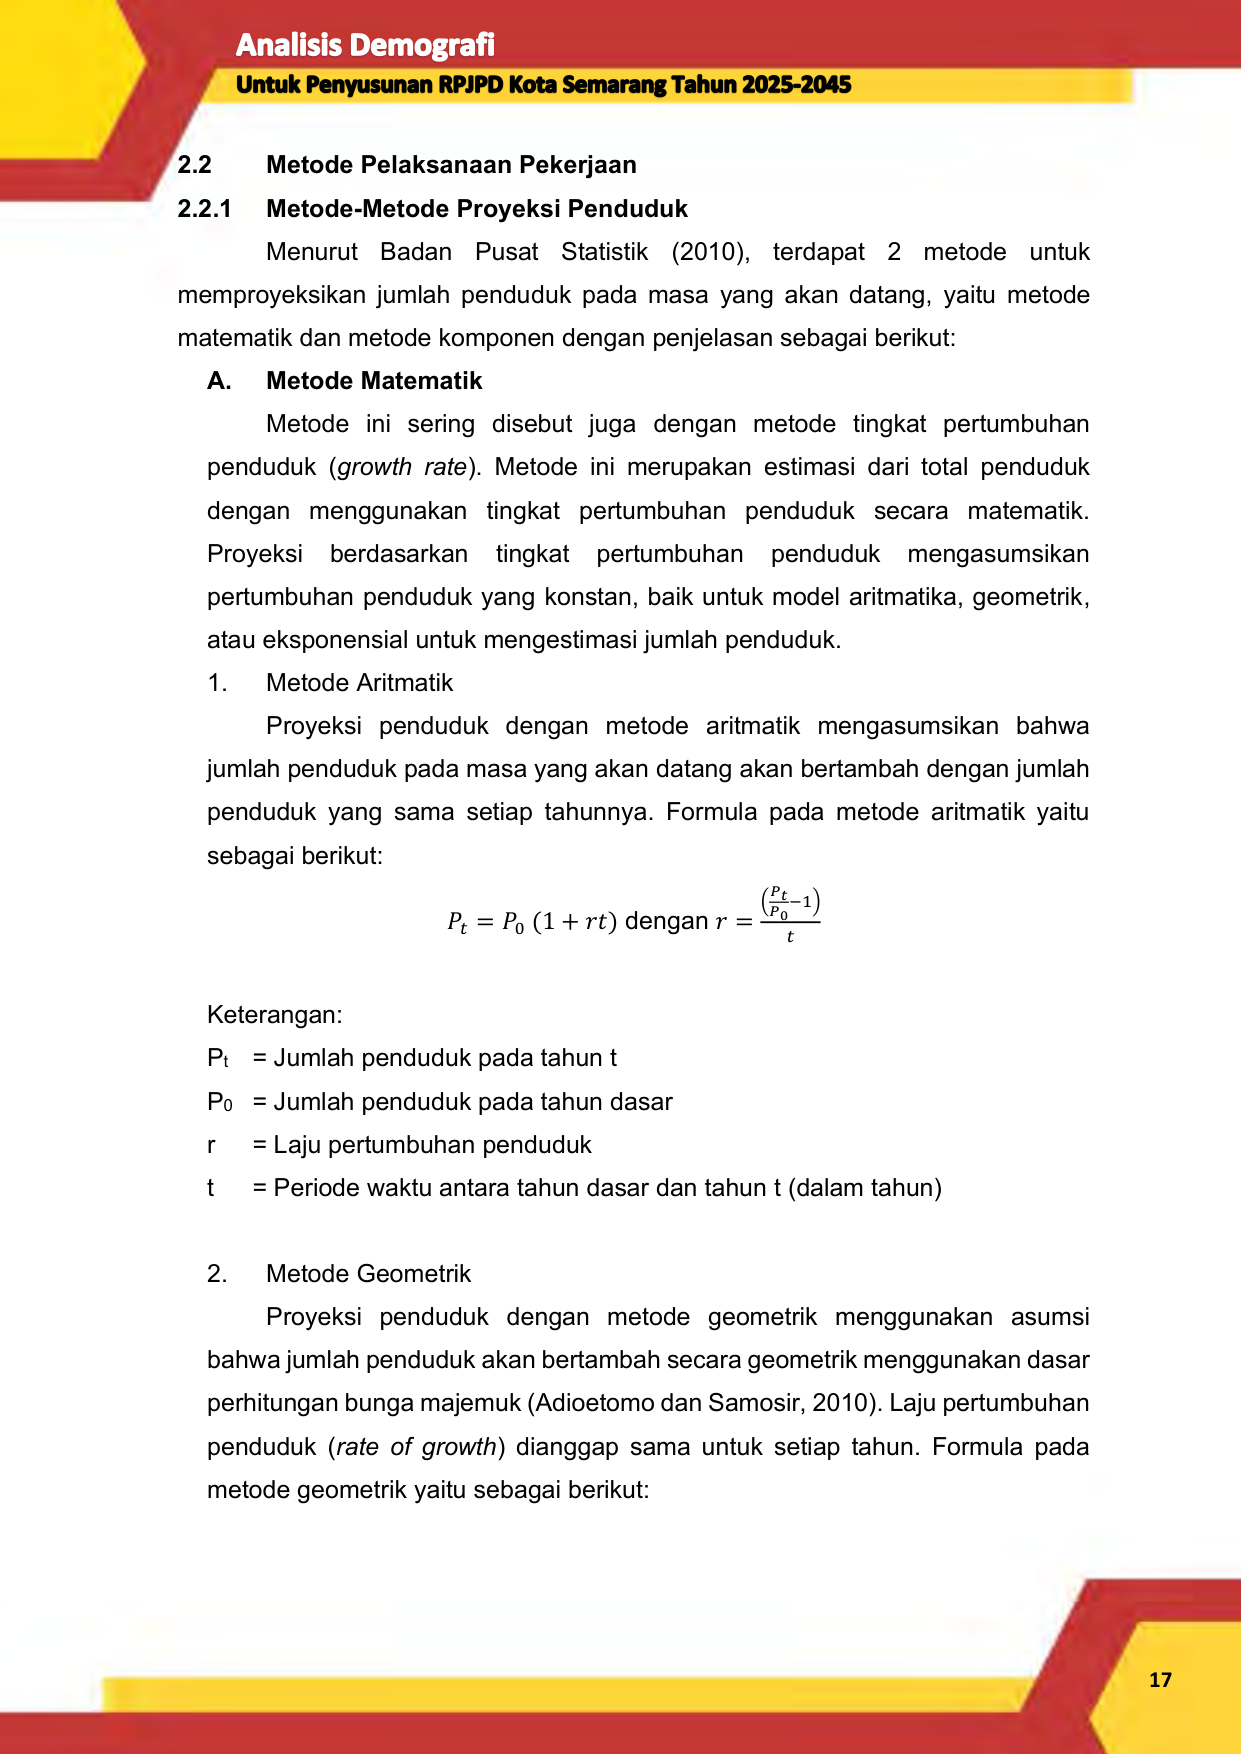 Analisis Demografi
Untuk Penyusunan RPJPD Kota Semarang Tahun 2025-2045
2.2 Metode Pelaksanaan Pekerjaan
2.2.1 Metode-Metode Proyeksi Penduduk
Menurut Badan Pusat Statistik (2010), terdapat 2 metode untuk
memproyeksikan jumlah penduduk pada masa yang akan datang, yaitu metode
matematik dan metode komponen dengan penjelasan sebagai berikut:
A. Metode Matematik
Metode ini sering disebut juga dengan metode tingkat pertumbuhan
penduduk (growth rate). Metode ini merupakan estimasi dari total penduduk
dengan menggunakan tingkat pertumbuhan penduduk secara matematik.
Proyeksi berdasarkan tingkat pertumbuhan penduduk mengasumsikan
pertumbuhan penduduk yang konstan, baik untuk model aritmatika, geometrik,
atau eksponensial untuk mengestimasi jumlah penduduk.
1. Metode Aritmatik
Proyeksi penduduk dengan metode aritmatik mengasumsikan bahwa
jumlah penduduk pada masa yang akan datang akan bertambah dengan jumlah
penduduk yang sama setiap tahunnya. Formula pada metode aritmatik yaitu
sebagai berikut:
P_t = P_0 (1 + rt) dengan r = ((P_t/P_0)−1)/t
Keterangan:
Pt = Jumlah penduduk pada tahun t
P0 = Jumlah penduduk pada tahun dasar
r = Laju pertumbuhan penduduk
t = Periode waktu antara tahun dasar dan tahun t (dalam tahun)
2. Metode Geometrik
Proyeksi penduduk dengan metode geometrik menggunakan asumsi
bahwa jumlah penduduk akan bertambah secara geometrik menggunakan dasar
perhitungan bunga majemuk (Adioetomo dan Samosir, 2010). Laju pertumbuhan
penduduk (rate of growth) dianggap sama untuk setiap tahun. Formula pada
metode geometrik yaitu sebagai berikut:
17